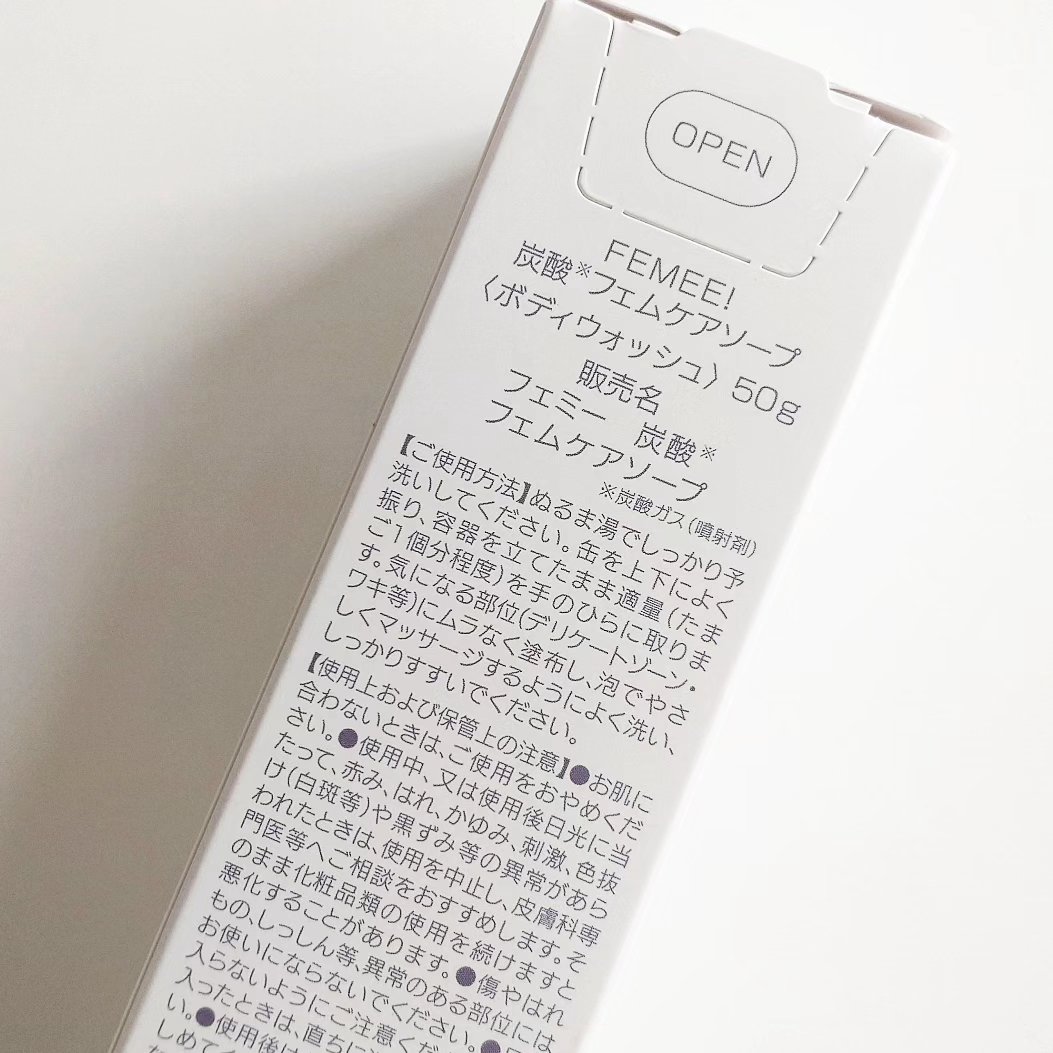 OPEN
FEMEE!
炭酸※フェムケアソープ
〈ボディウォッシュ〉50g
販売名
フェミー 炭酸※
フェムケアソープ
※炭酸ガス(噴射剤)
【ご使用方法】ぬるま湯でしっかり予
洗いしてください。缶を上下によく
振り、容器を立てたまま適量(たま
ご1個分程度)を手のひらに取りま
す。気になる部位(デリケートゾーン・
ワキ等)にムラなく塗布し、泡でやさ
しくマッサージするようによく洗い、
しっかりすすいでください。
【使用上および保管上の注意】●お肌に
合わないときは、ご使用をおやめくだ
さい。●使用中、又は使用後日光に当
たって、赤み、はれ、かゆみ、刺激、色抜
け(白斑等)や黒ずみ等の異常があら
われたときは、使用を中止し、皮膚科専
門医等へご相談をおすすめします。そ
のまま化粧品類の使用を続けますと
悪化することがあります。●傷やはれ
もの、しっしん等、異常のある部位には
お使いにならないでください。●
入らないようにご注意くだ
入ったときは、直ちに
い。●使用後は
しめて